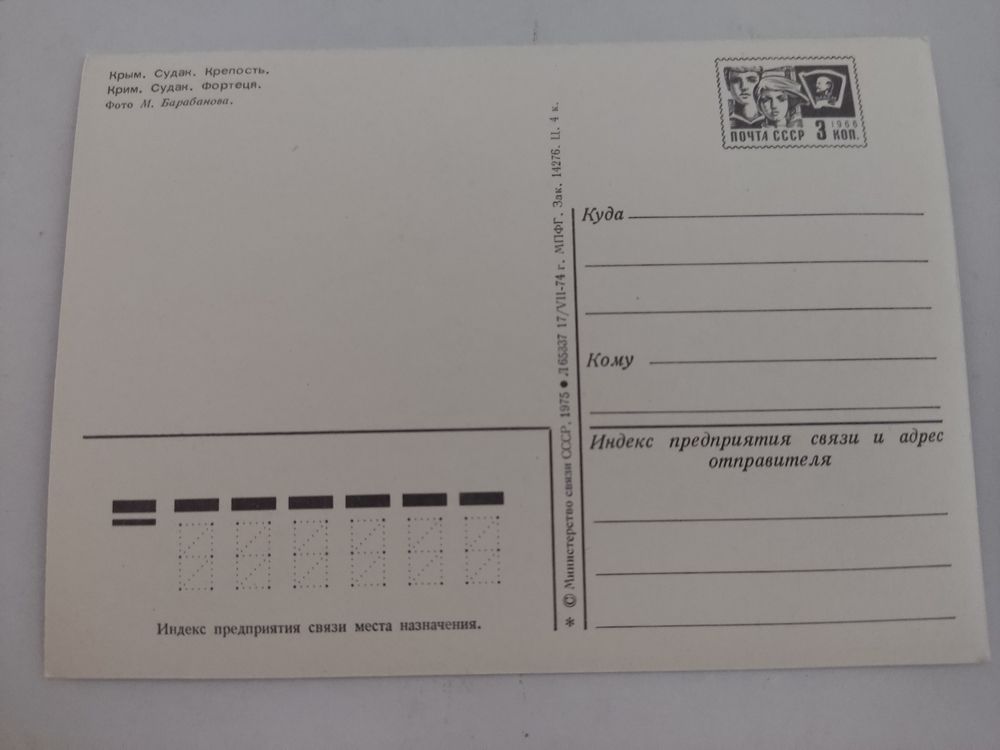 Крым. Судак. Крепость.
Крим. Судак. Фортеця.
Фото М. Барабанова.
1966
ПОЧТА СССР 3 КОП.
* © Министерство связи СССР, 1975 ● Л 65337 17/VII-74 г. МПФГ. Зак. 14276. Ц. 4 к.
Куда
Кому
Индекс предприятия связи и адрес
отправителя
Индекс предприятия связи места назначения.